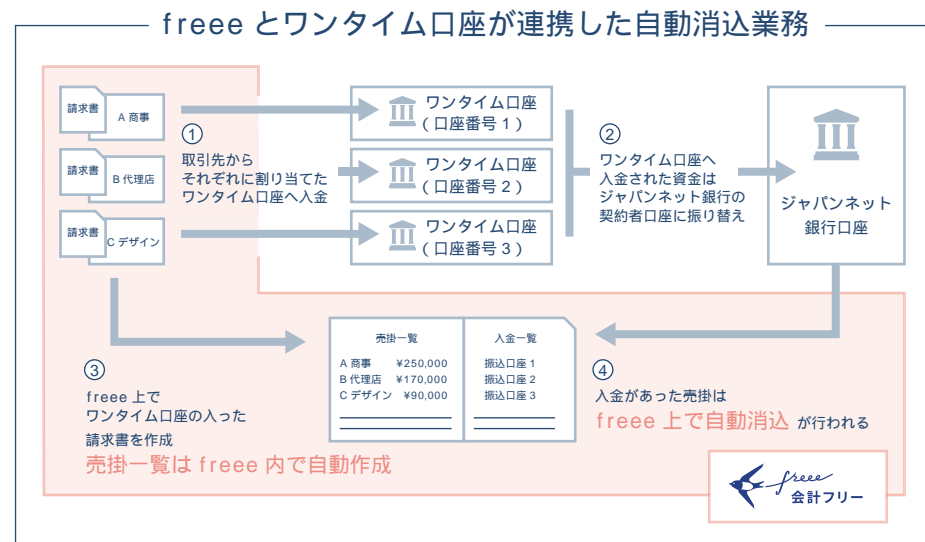 freee とワンタイム口座が連携した自動消込業務
請求書
A 商事
請求書
B 代理店
請求書
C デザイン
①
取引先から
それぞれに割り当てた
ワンタイム口座へ入金
ワンタイム口座
(口座番号 1)
ワンタイム口座
(口座番号 2)
ワンタイム口座
(口座番号 3)
②
ワンタイム口座へ
入金された資金は
ジャパンネット銀行の
契約者口座に振り替え
ジャパンネット
銀行口座
③
freee 上で
ワンタイム口座の入った
請求書を作成
売掛一覧は freee 内で自動作成
売掛一覧
A 商事 ¥250,000
B 代理店 ¥170,000
C デザイン ¥90,000
入金一覧
振込口座 1
振込口座 2
振込口座 3
④
入金があった売掛は
freee 上で自動消込 が行われる
freee
会計フリー